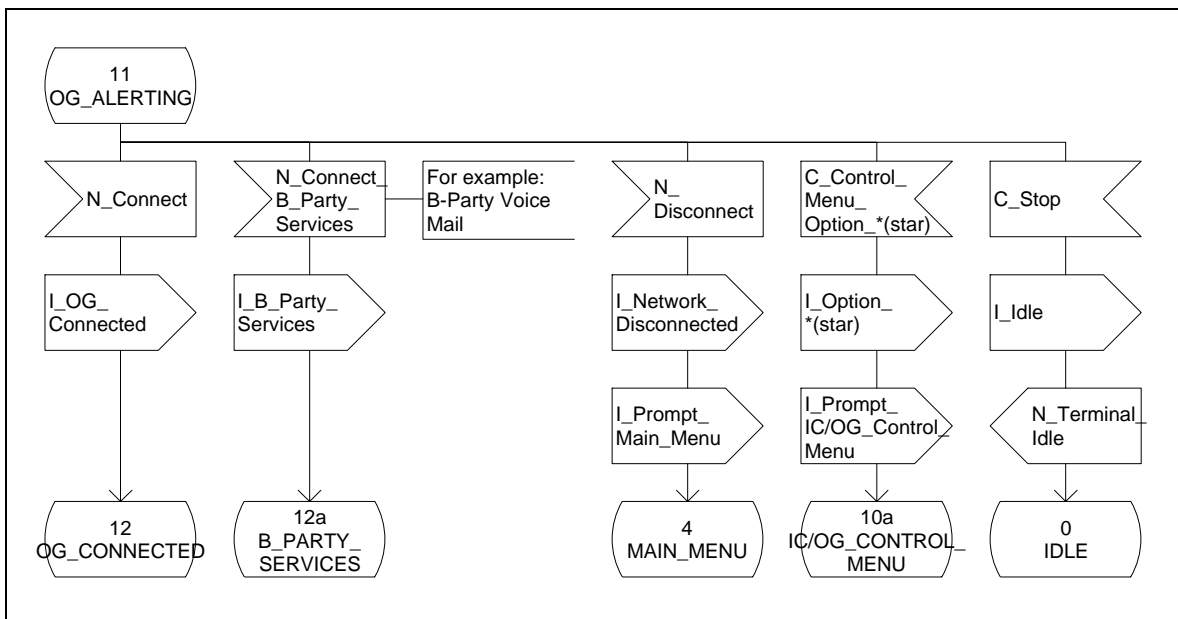 11
OG_ALERTING
N_Connect
N_Connect_
B_Party_
Services
For example:
B-Party Voice
Mail
N_
Disconnect
C_Control_
Menu_
Option_*(star)
C_Stop
I_OG_
Connected
I_B_Party_
Services
I_Network_
Disconnected
I_Option_
*(star)
I_Idle
I_Prompt_
Main_Menu
I_Prompt_
IC/OG_Control_
Menu
N_Terminal_
Idle
12
OG_CONNECTED
12a
B_PARTY_
SERVICES
4
MAIN_MENU
10a
IC/OG_CONTROL_
MENU
0
IDLE